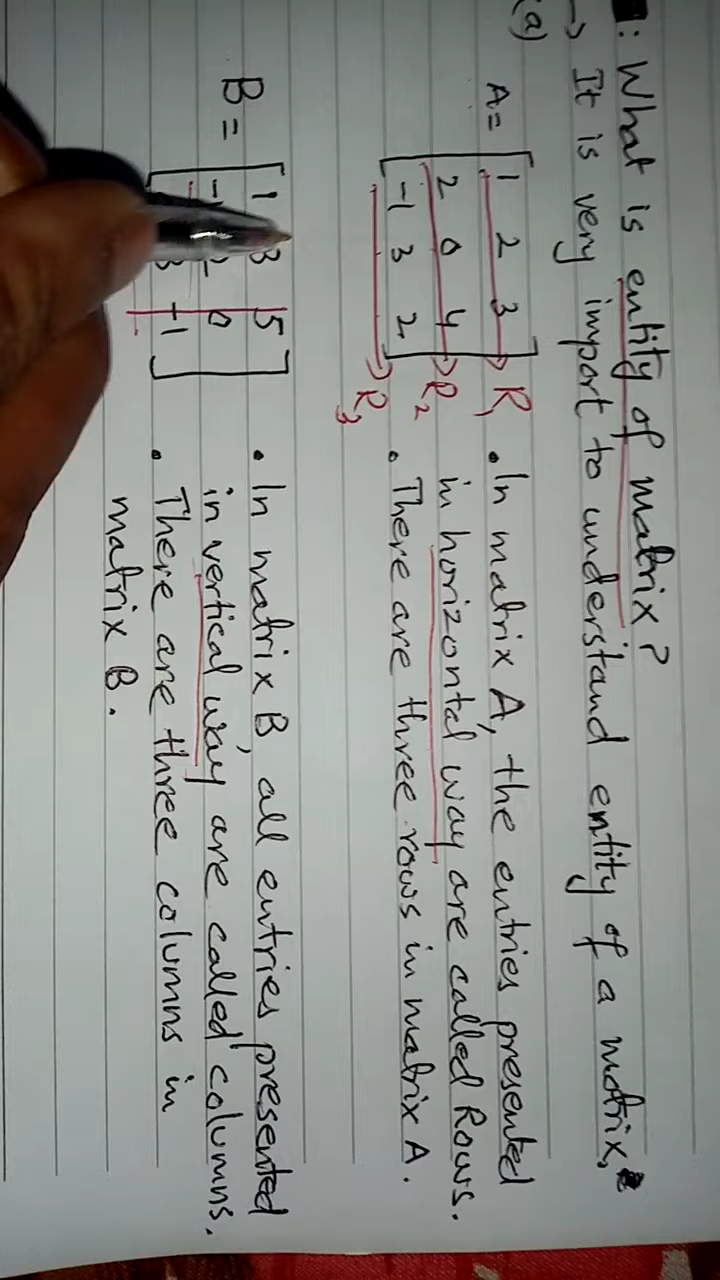 : What is entity of matrix?
→ It is very import to understand entity of a matrix,
(a)
A = [ 1 2 3 ] → R1
2 0 4 → R2
-1 3 2 → R3
• In matrix A, the entries presented
in horizontal way are called Rows.
• There are three rows in matrix A.
B = [ 1 3 5 ]
0
3 +1
• In matrix B, all entries presented
in vertical way are called columns.
• There are three columns in
matrix B.